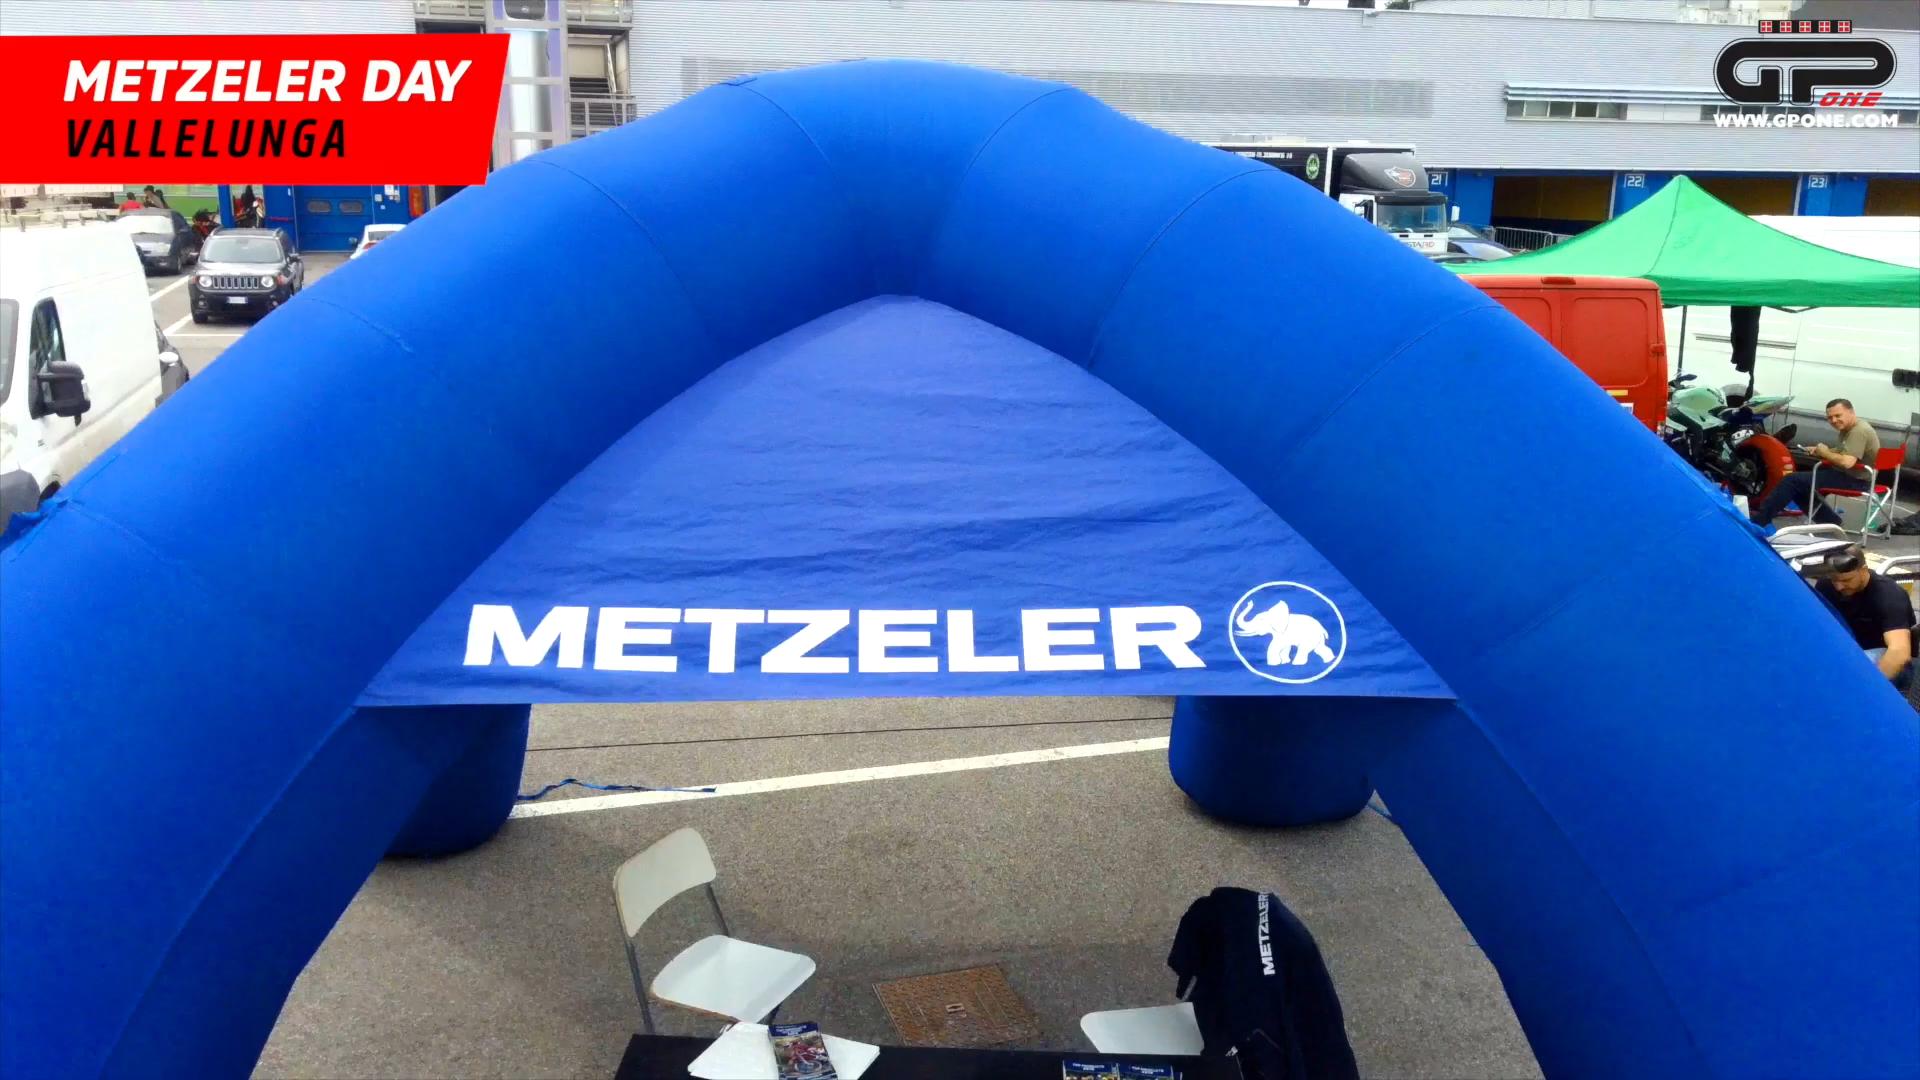 METZELER DAY
VALLELUNGA
GP
ONE
WWW.GPONE.COM
21
22
23
METZELER
METZELER